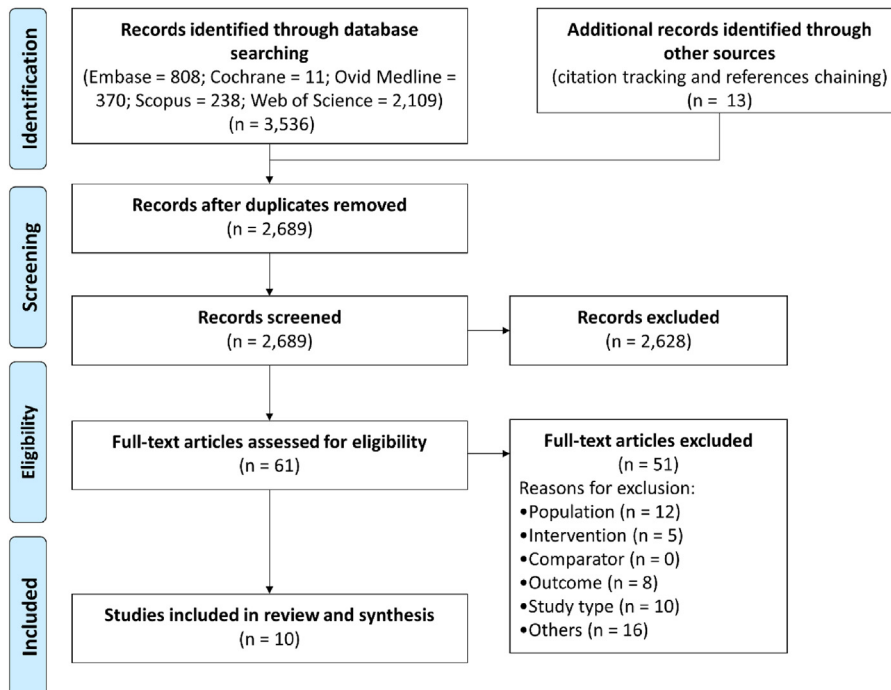 Identification
Records identified through database
searching
(Embase = 808; Cochrane = 11; Ovid Medline =
370; Scopus = 238; Web of Science = 2,109)
(n = 3,536)
Additional records identified through
other sources
(citation tracking and references chaining)
(n = 13)
Screening
Records after duplicates removed
(n = 2,689)
Records screened
(n = 2,689)
Records excluded
(n = 2,628)
Eligibility
Full-text articles assessed for eligibility
(n = 61)
Full-text articles excluded
(n = 51)
Reasons for exclusion:
•Population (n = 12)
•Intervention (n = 5)
•Comparator (n = 0)
•Outcome (n = 8)
•Study type (n = 10)
•Others (n = 16)
Included
Studies included in review and synthesis
(n = 10)